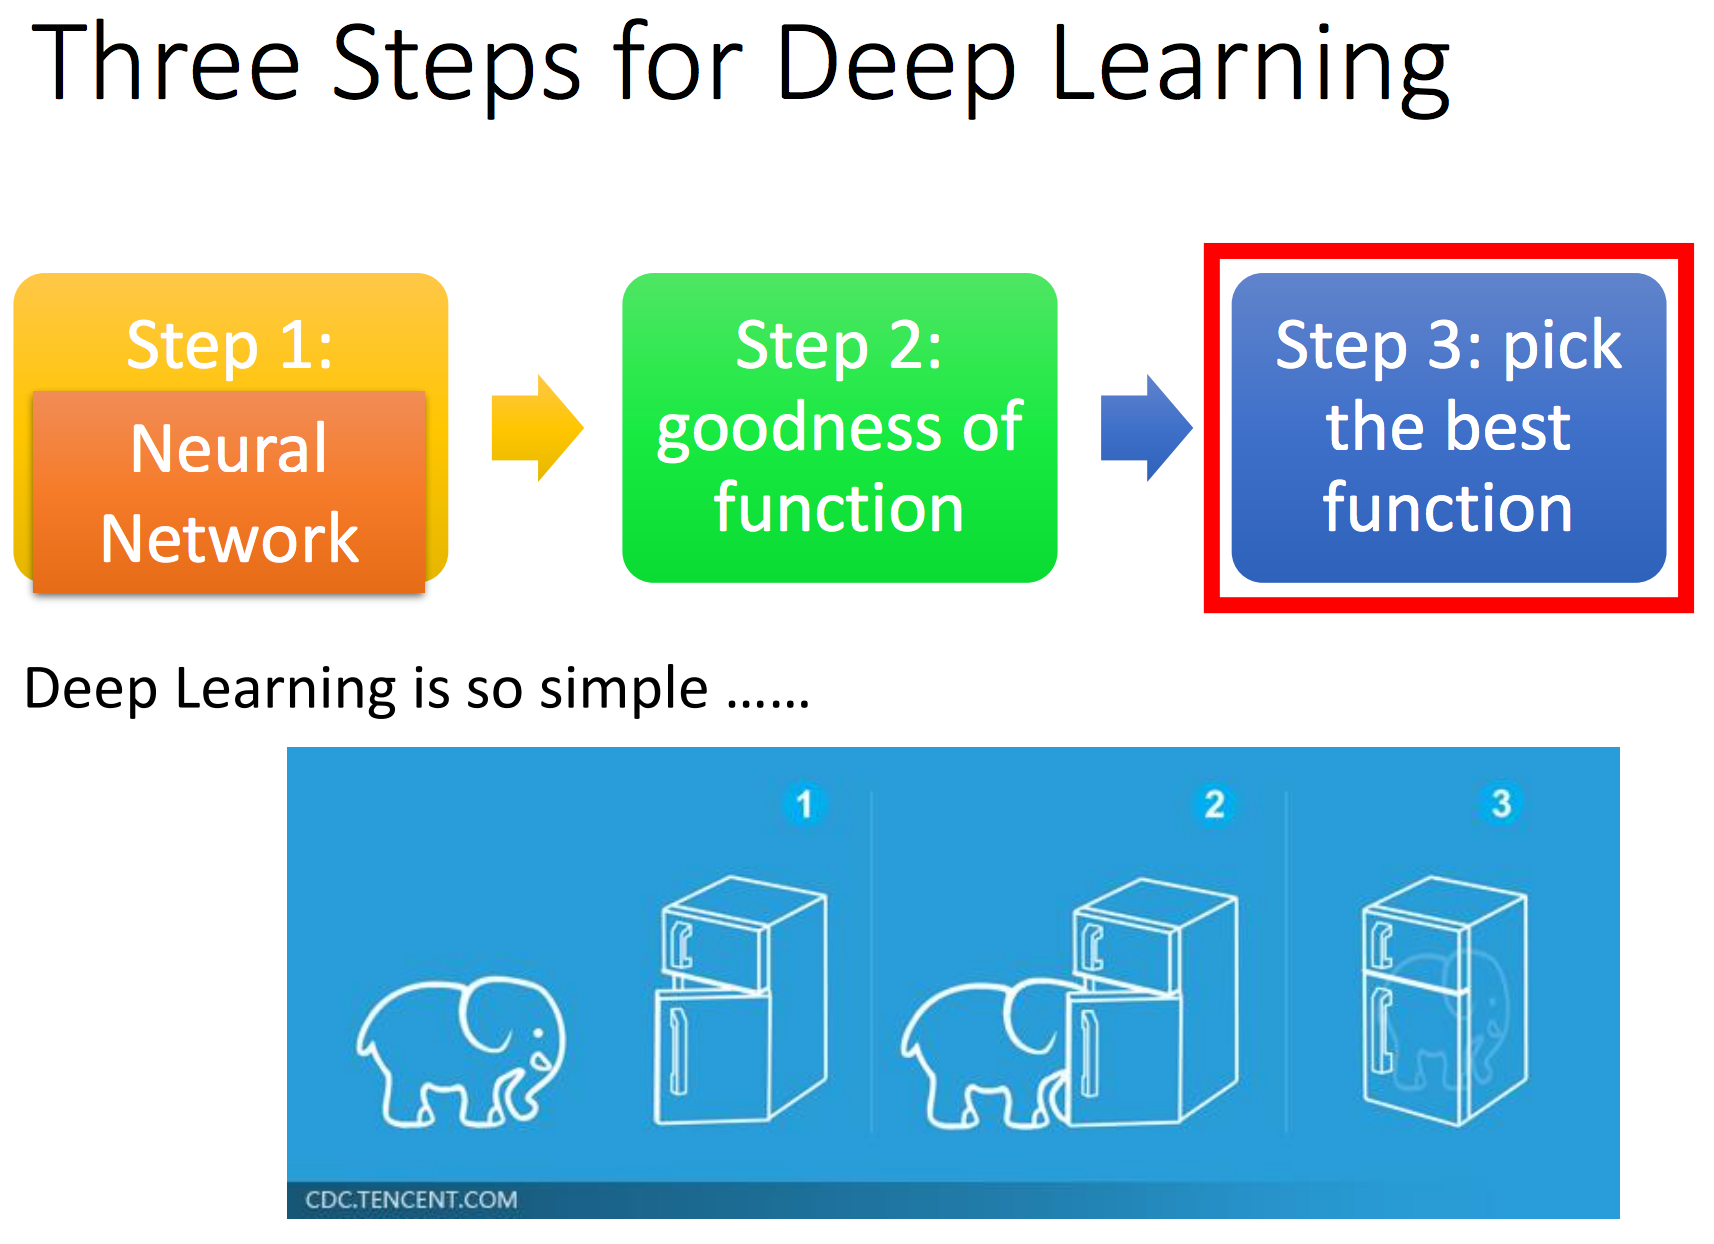 Three Steps for Deep Learning
Step 1:
Neural
Network
Step 2:
goodness of
function
Step 3: pick
the best
function
Deep Learning is so simple ……
1
2
3
CDC.TENCENT.COM